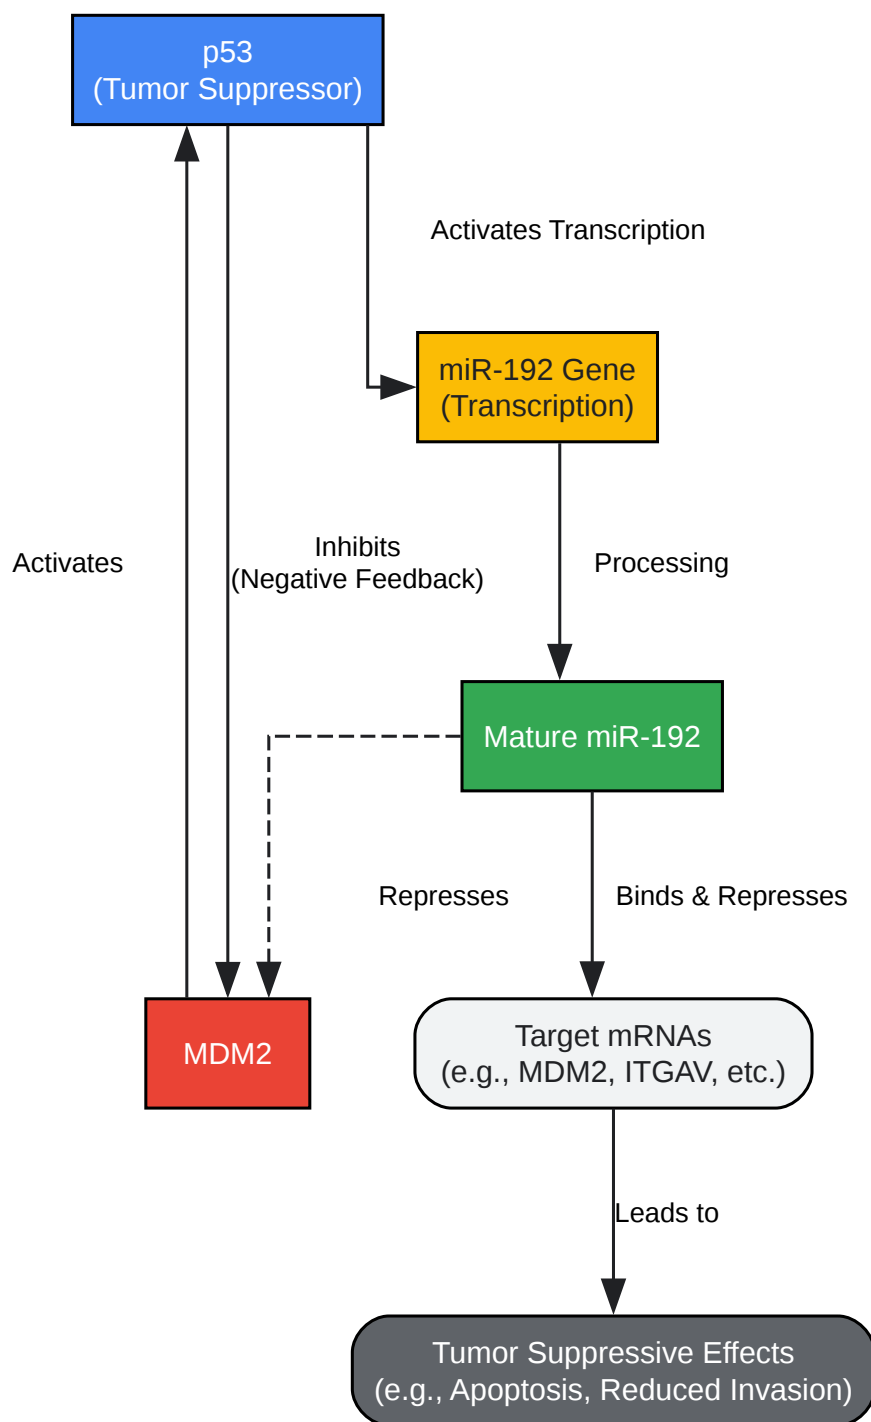 p53
(Tumor Suppressor)
Activates Transcription
miR-192 Gene
(Transcription)
Activates
Inhibits
(Negative Feedback)
Processing
Mature miR-192
Represses
Binds & Represses
MDM2
Target mRNAs
(e.g., MDM2, ITGAV, etc.)
Leads to
Tumor Suppressive Effects
(e.g., Apoptosis, Reduced Invasion)